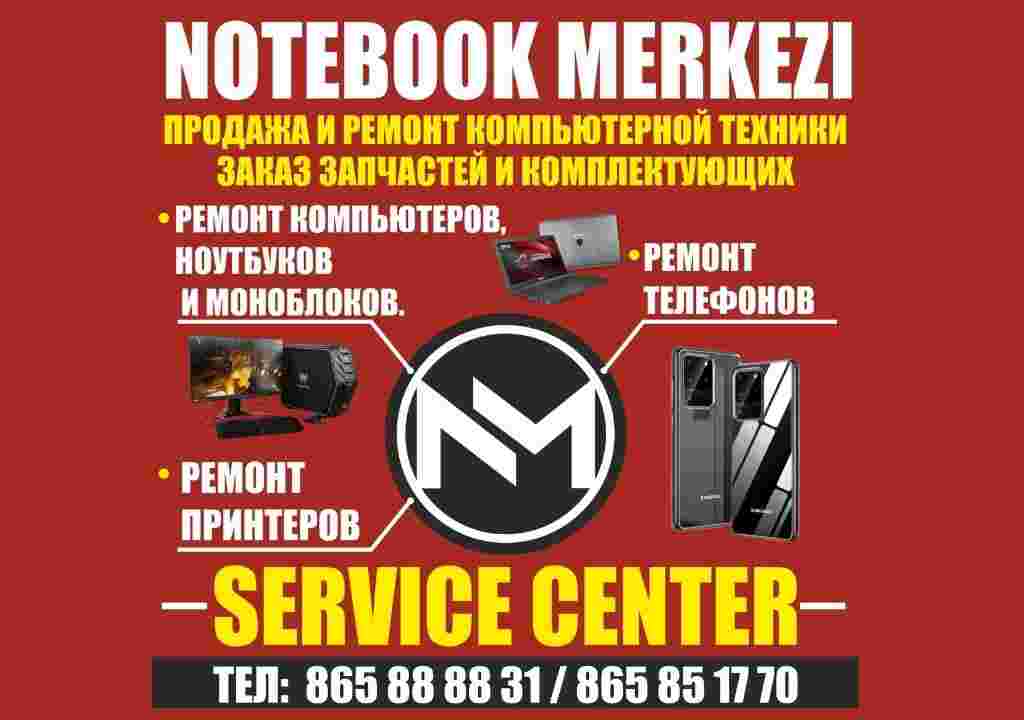 NOTEBOOK MERKEZI
ПРОДАЖА И РЕМОНТ КОМПЬЮТЕРНОЙ ТЕХНИКИ
ЗАКАЗ ЗАПЧАСТЕЙ И КОМПЛЕКТУЮЩИХ
• РЕМОНТ КОМПЬЮТЕРОВ,
НОУТБУКОВ
И МОНОБЛОКОВ.
• РЕМОНТ
ТЕЛЕФОНОВ
NM
• РЕМОНТ
ПРИНТЕРОВ
SERVICE CENTER
ТЕЛ: 865 88 88 31 / 865 85 17 70